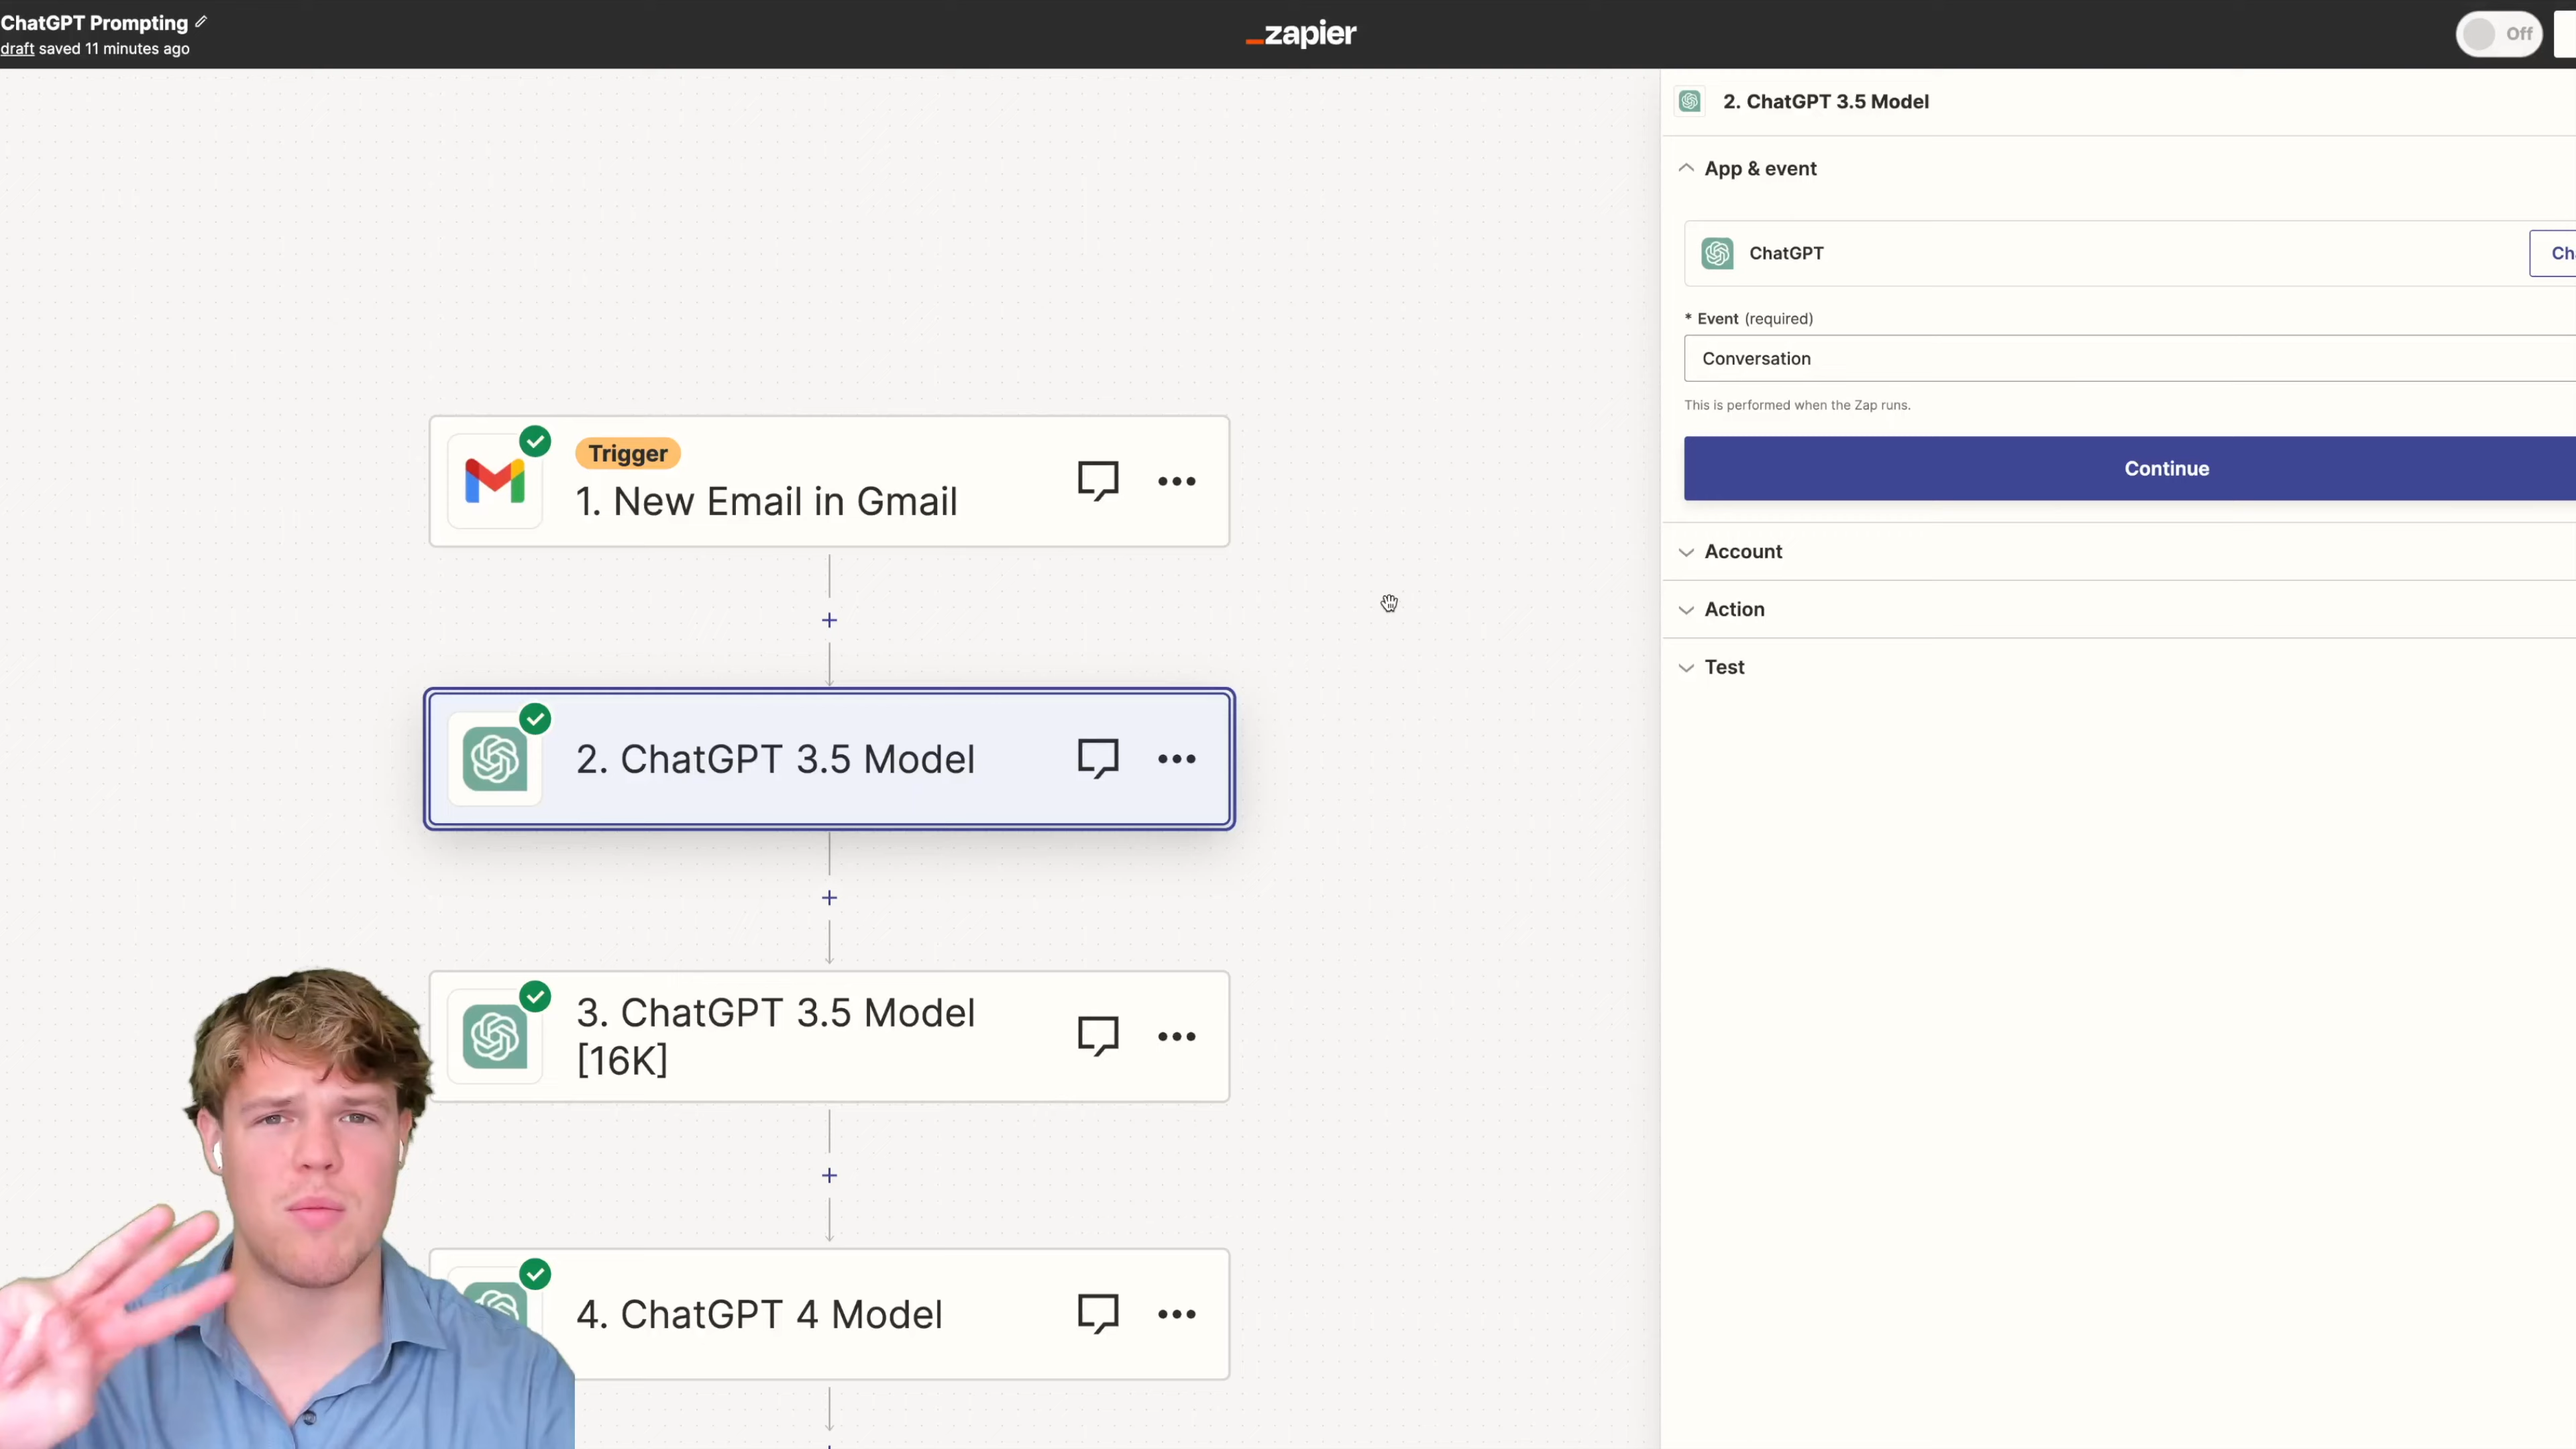 ChatGPT Prompting
draft saved 11 minutes ago
zapier
Off
Trigger
1. New Email in Gmail
2. ChatGPT 3.5 Model
3. ChatGPT 3.5 Model
[16K]
4. ChatGPT 4 Model
2. ChatGPT 3.5 Model
App & event
ChatGPT
* Event (required)
Conversation
This is performed when the Zap runs.
Continue
Account
Action
Test